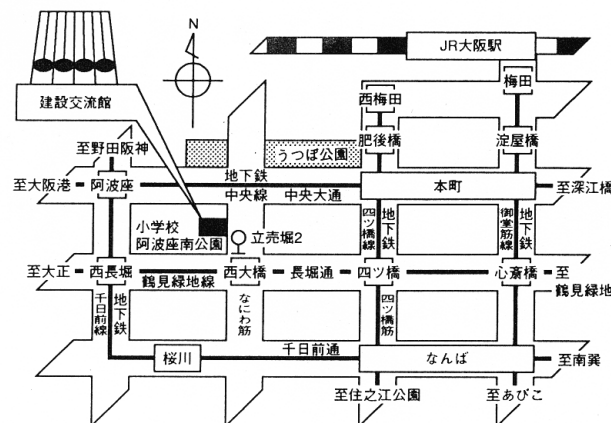 N
JR大阪駅
梅田
西梅田
建設交流館
肥後橋
淀屋橋
至野田阪神
うつぼ公園
地下鉄
至大阪港
阿波座
中央線
中央大通
本町
至深江橋
小学校
阿波座南公園
立売堀2
四ツ橋線
地下鉄
御堂筋線
地下鉄
至大正
西長堀
西大橋
長堀通
四ツ橋
心斎橋
至
鶴見緑地
鶴見緑地線
千日前線
地下鉄
なにわ筋
四ツ橋筋
桜川
千日前通
なんば
至南巽
至住之江公園
至あびこ